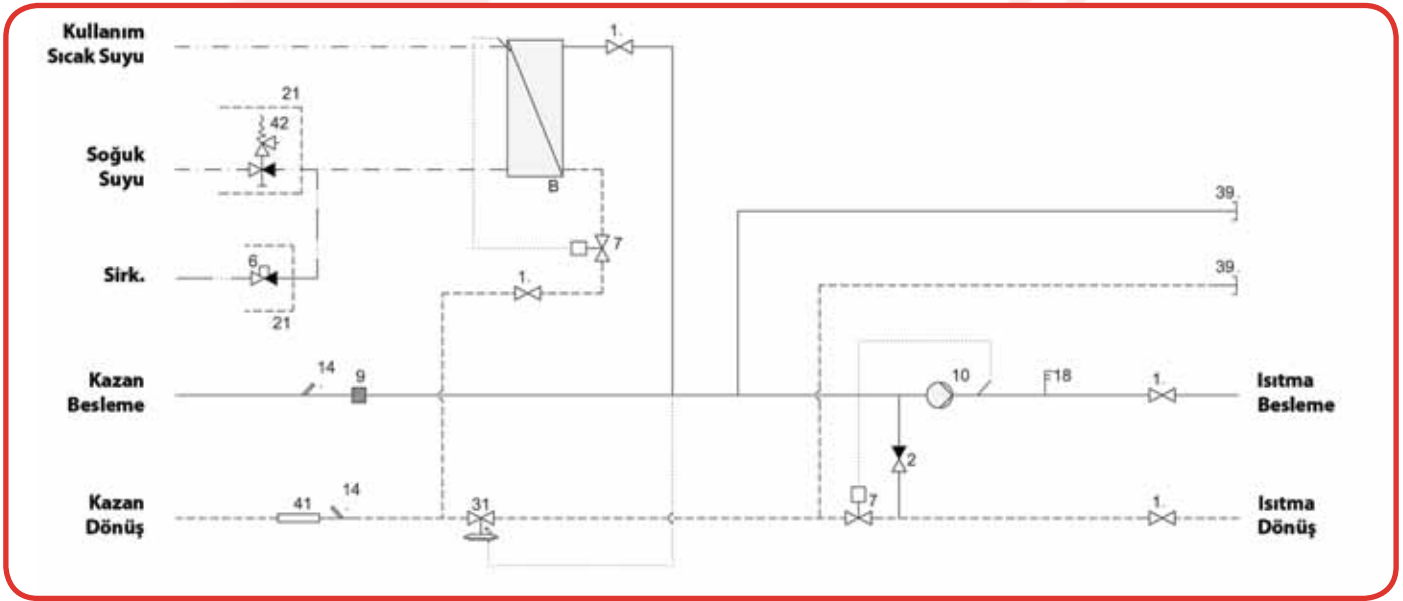 Kullanım
Sıcak Suyu
1.
21
42
Soğuk
Suyu
B
39.
7
Sirk.
6
1.
39.
21
14
9
10
18
1.
Kazan
Besleme
Isıtma
Besleme
2
Kazan
Dönüş
41
14
31
7
1.
Isıtma
Dönüş